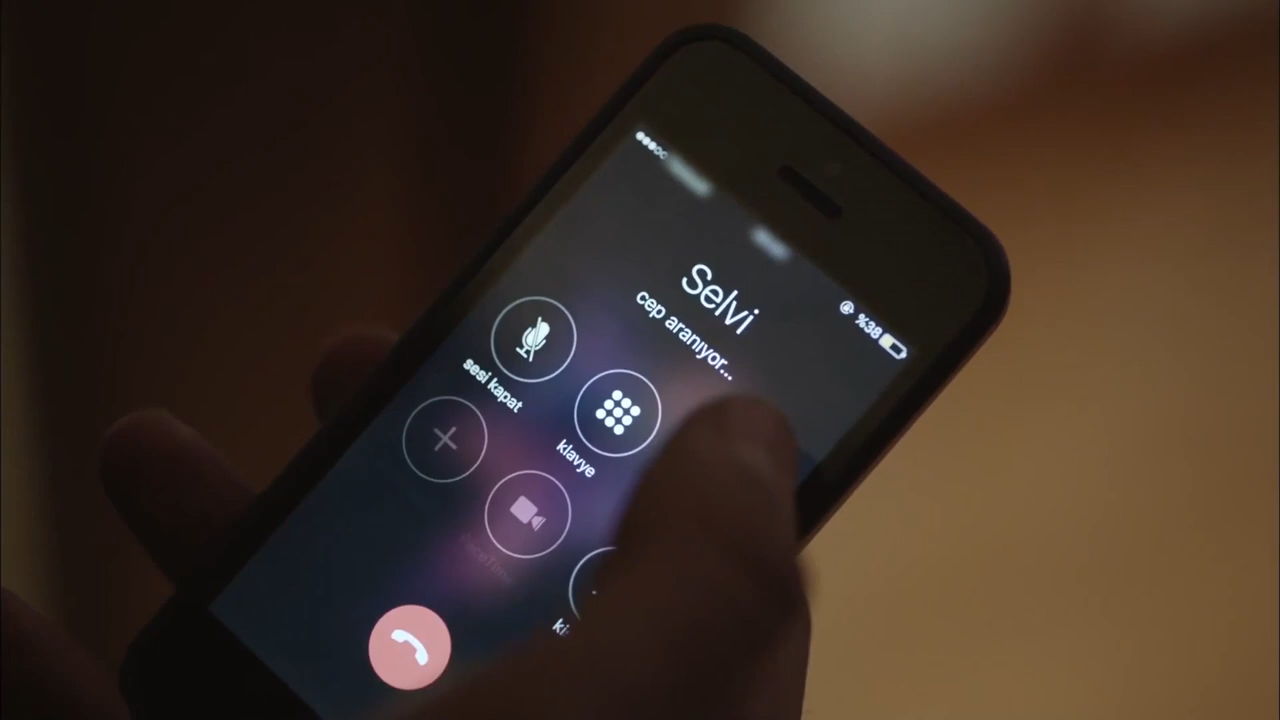 %38
Selvi
cep aranıyor...
sesi kapat
klavye